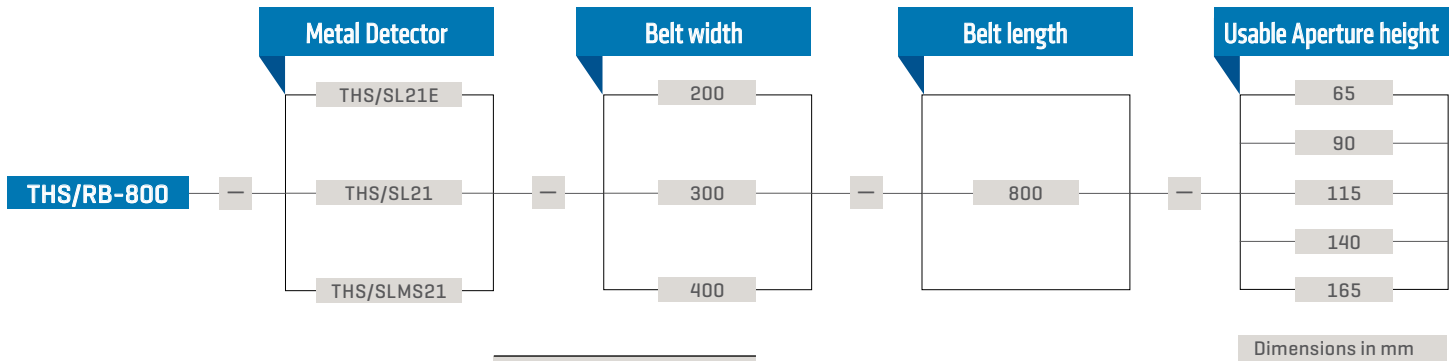 Metal Detector
Belt width
Belt length
Usable Aperture height
THS/SL21E
200
65
90
THS/RB-800 — THS/SL21 — 300 — 800 — 115
140
THS/SLMS21
400
165
Dimensions in mm